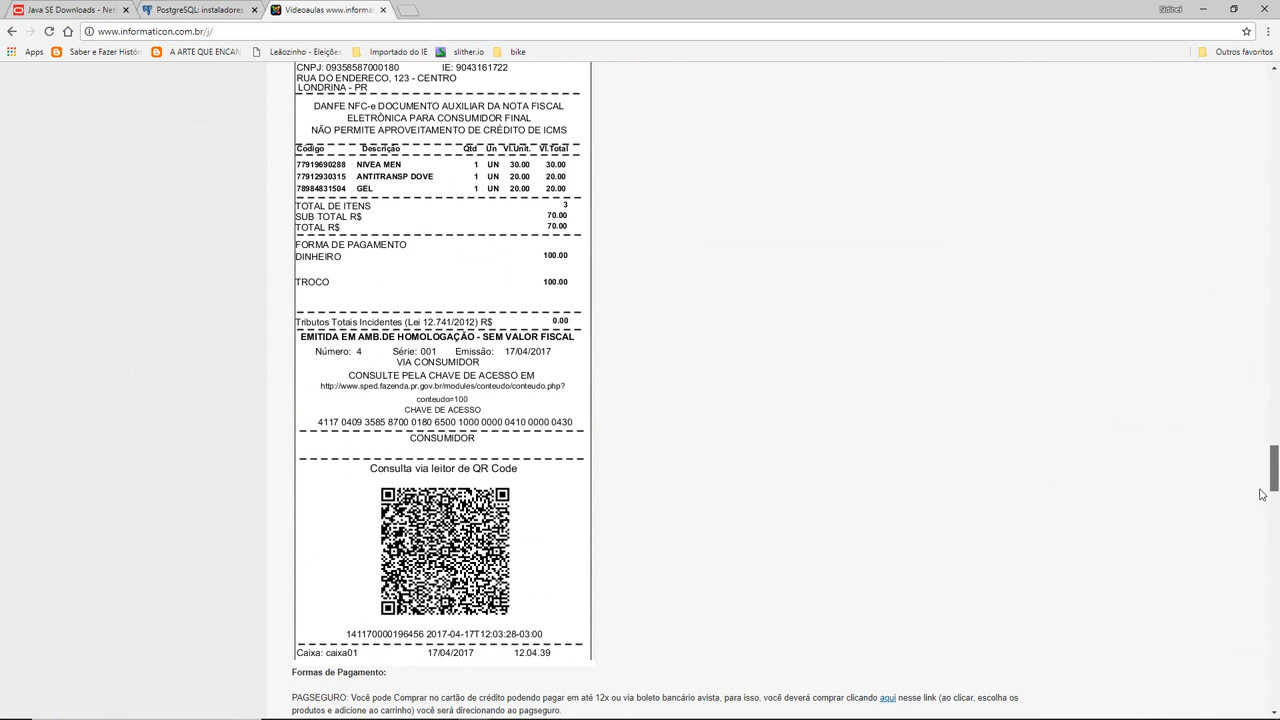 Java SE Downloads - Net
PostgreSQL: instaladores
Videoaulas www.informat
Sidnei
www.informaticon.com.br/j/
Apps
Saber e Fazer Histór
A ARTE QUE ENCAN
Leãozinho - Eleiçõe
Importado do IE
slither.io
bike
Outros favoritos
CNPJ: 09358587000180 IE: 9043161722
RUA DO ENDERECO, 123 - CENTRO
LONDRINA - PR
DANFE NFC-e DOCUMENTO AUXILIAR DA NOTA FISCAL
ELETRÔNICA PARA CONSUMIDOR FINAL
NÃO PERMITE APROVEITAMENTO DE CRÉDITO DE ICMS
Código Descrição Qtd Un Vl.Unit. Vl.Total
77919690288 NIVEA MEN 1 UN 30.00 30.00
77912930315 ANTITRANSP DOVE 1 UN 20.00 20.00
78984831504 GEL 1 UN 20.00 20.00
TOTAL DE ITENS 3
SUB TOTAL R$ 70.00
TOTAL R$ 70.00
FORMA DE PAGAMENTO
DINHEIRO 100.00
TROCO 100.00
Tributos Totais Incidentes (Lei 12.741/2012) R$ 0.00
EMITIDA EM AMB.DE HOMOLOGAÇÃO - SEM VALOR FISCAL
Número: 4 Série: 001 Emissão: 17/04/2017
VIA CONSUMIDOR
CONSULTE PELA CHAVE DE ACESSO EM
http://www.sped.fazenda.pr.gov.br/modules/conteudo/conteudo.php?
conteudo=100
CHAVE DE ACESSO
4117 0409 3585 8700 0180 6500 1000 0000 0410 0000 0430
CONSUMIDOR
Consulta via leitor de QR Code
141170000196456 2017-04-17T12:03:28-03:00
Caixa: caixa01 17/04/2017 12.04.39
Formas de Pagamento:
PAGSEGURO: Você pode Comprar no cartão de crédito podendo pagar em até 12x ou via boleto bancário avista, para isso, você deverá comprar clicando aqui nesse link (ao clicar, escolha os
produtos e adicione ao carrinho) você será direcionando ao pagseguro.